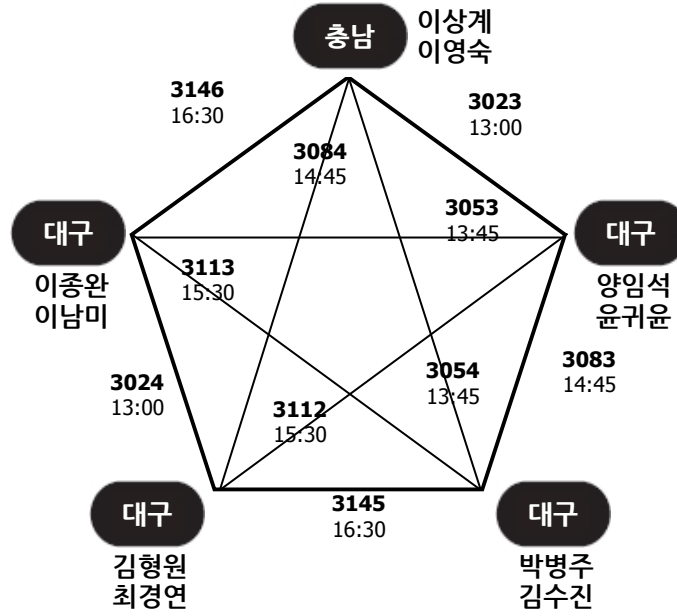 충남
이상계
이영숙
3146
16:30
3023
13:00
3084
14:45
3053
13:45
대구
이종완
이남미
3113
15:30
대구
양임석
윤귀윤
3024
13:00
3112
15:30
3054
13:45
3083
14:45
대구
김형원
최경연
3145
16:30
대구
박병주
김수진